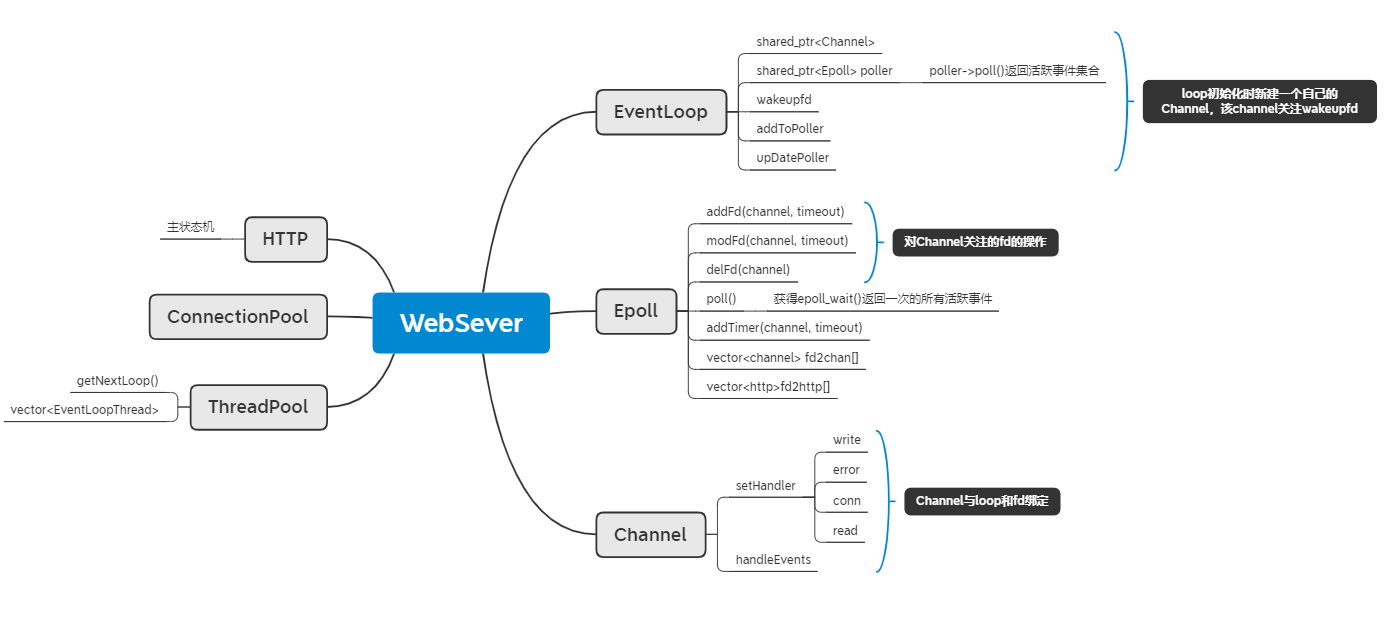 WebSever
EventLoop
shared_ptr<Channel>
shared_ptr<Epoll> poller
poller->poll()返回活跃事件集合
wakeupfd
addToPoller
upDatePoller
loop初始化时新建一个自己的
Channel，该channel关注wakeupfd
Epoll
addFd(channel, timeout)
modFd(channel, timeout)
delFd(channel)
对Channel关注的fd的操作
poll()
获得epoll_wait()返回一次的所有活跃事件
addTimer(channel, timeout)
vector<channel> fd2chan[]
vector<http>fd2http[]
Channel
setHandler
write
error
conn
read
handleEvents
Channel与loop和fd绑定
HTTP
主状态机
ConnectionPool
ThreadPool
getNextLoop()
vector<EventLoopThread>